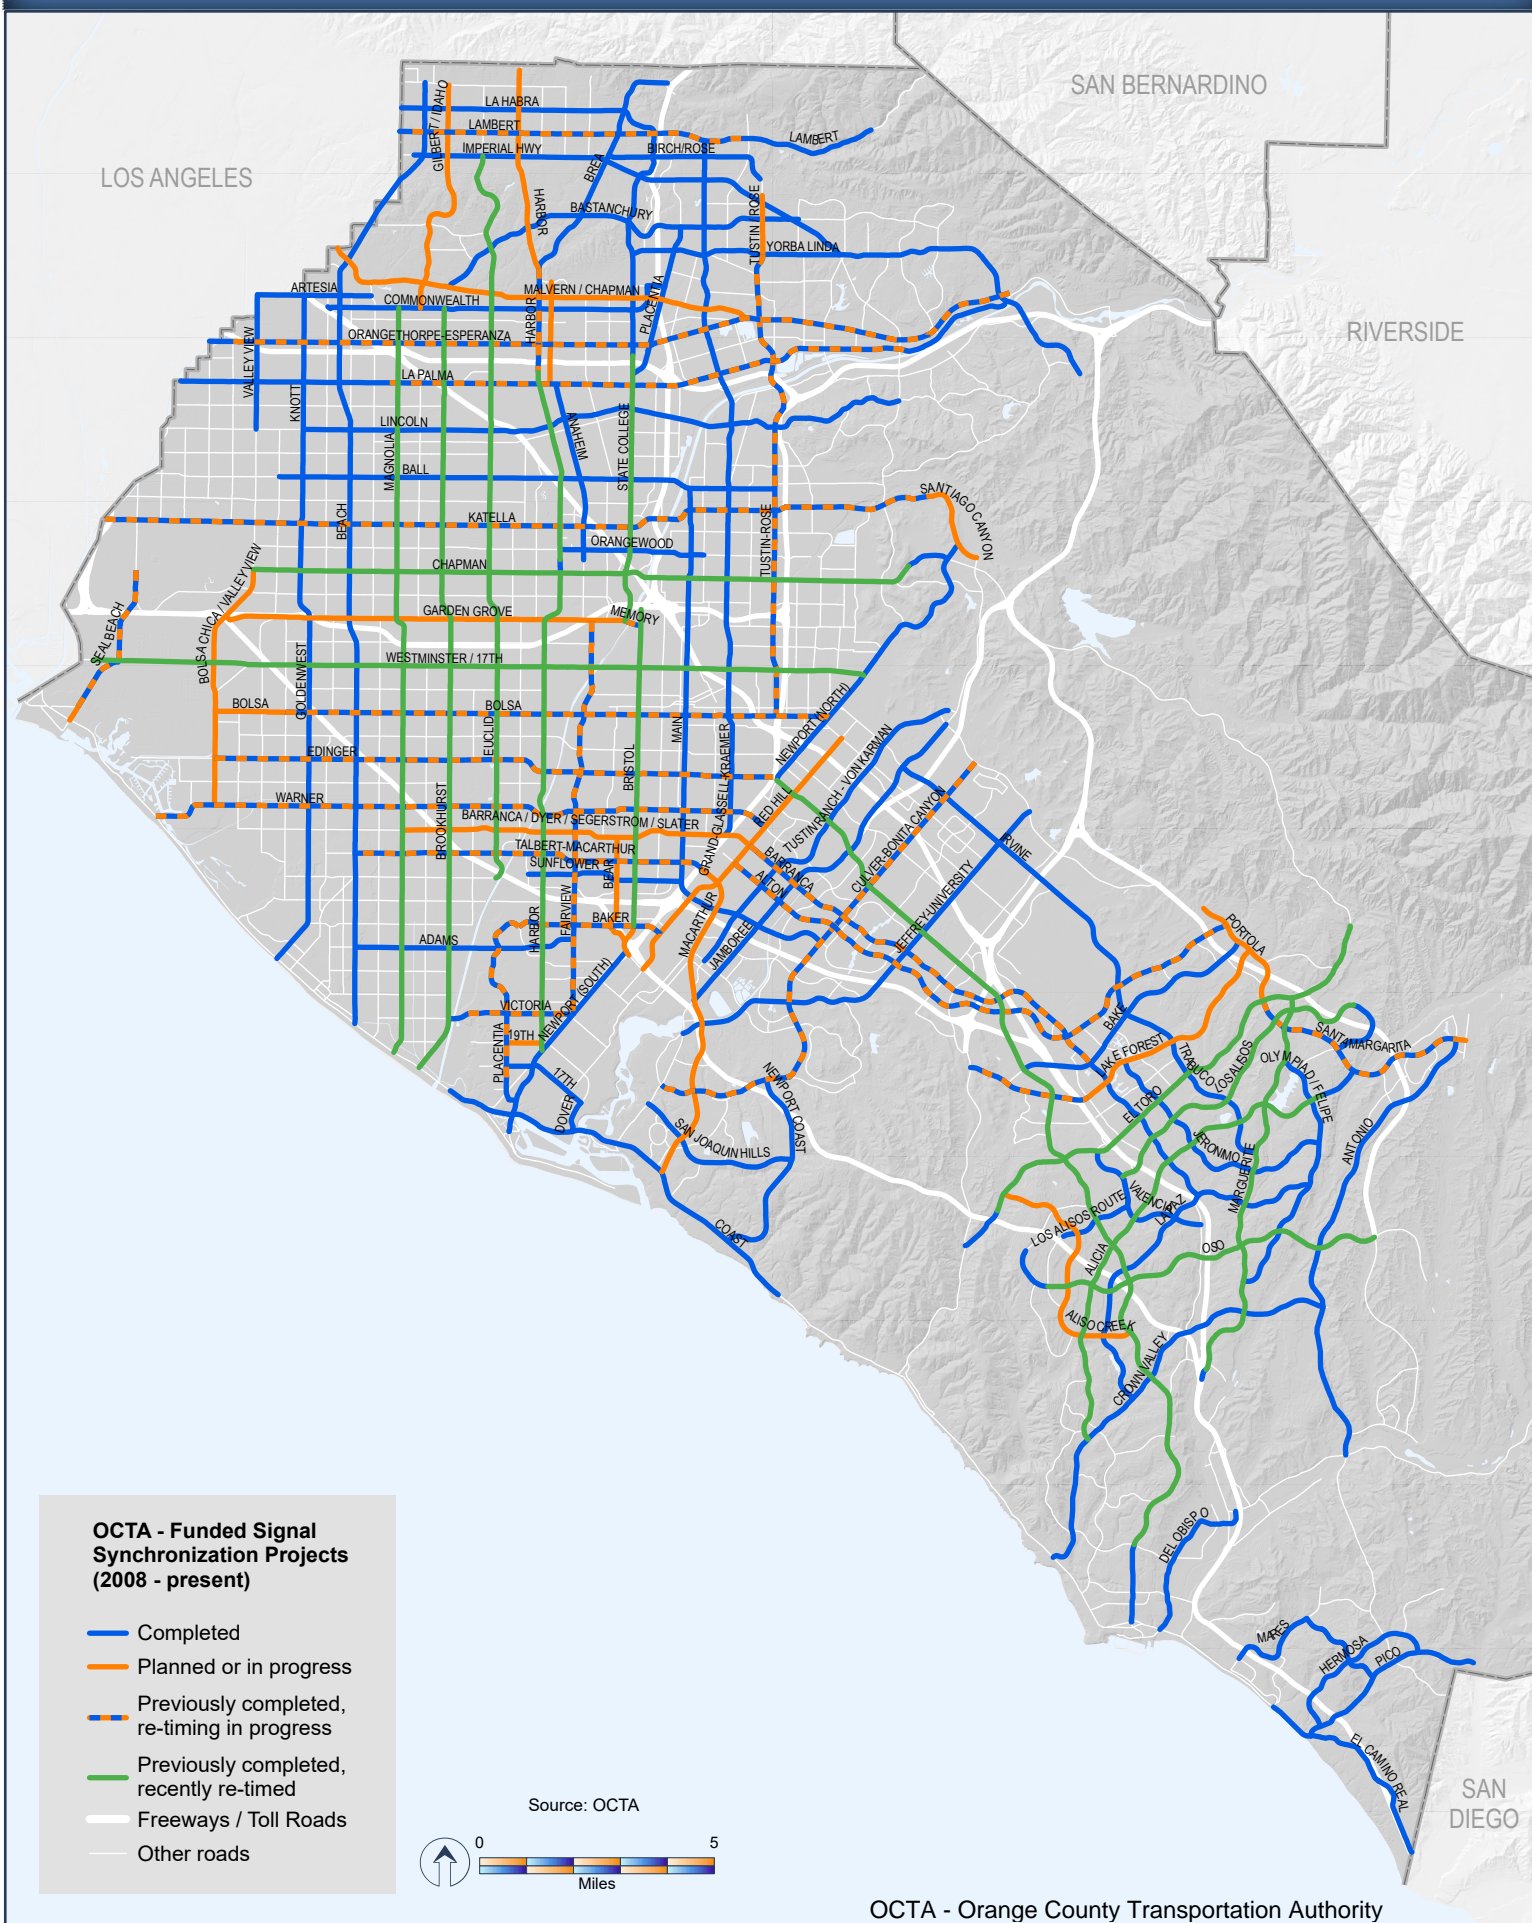 SAN BERNARDINO
LOS ANGELES
RIVERSIDE
LA HABRA
GILBERT / IDAHO
LAMBERT
LAMBERT
IMPERIAL HWY
BIRCH/ROSE
BREA
HARBOR
BASTANCHURY
TUSTIN / ROSE
YORBA LINDA
ARTESIA
COMMONWEALTH
MALVERN / CHAPMAN
PLACENTIA
HARBOR
ORANGETHORPE-ESPERANZA
VALLEY VIEW
LA PALMA
KNOTT
LINCOLN
ANAHEIM
STATE COLLEGE
MAGNOLIA
BALL
SANTIAGO CANYON
BEACH
KATELLA
ORANGEWOOD
TUSTIN-ROSE
CHAPMAN
BOLSA CHICA / VALLEY VIEW
GARDEN GROVE
MEMORY
SEAL BEACH
WESTMINSTER / 17TH
GOLDENWEST
BOLSA
BOLSA
EUCLID
MAIN
NEWPORT (NORTH)
EDINGER
BRISTOL
GRAND-GLASSELL-KRAEMER
TUSTIN RANCH - VON KARMAN
WARNER
BROOKHURST
BARRANCA / DYER / SEGERSTROM / SLATER
RED HILL
TALBERT-MACARTHUR
SUNFLOWER
BEAR
BARRANCA
ALTON
CULVER-BONITA CANYON
IRVINE
JEFFREY-UNIVERSITY
HARBOR
FAIRVIEW
BAKER
MACARTHUR
JAMBOREE
ADAMS
PORTOLA
VICTORIA
NEWPORT (SOUTH)
19TH
PLACENTIA
17TH
DOVER
BAKE
LAKE FOREST
TRABUCO
LOS ALISOS
SANTA MARGARITA
OLYMPIAD / FELIPE
EL TORO
NEWPORT COAST
SAN JOAQUIN HILLS
JERONIMO
ANTONIO
MARGUERITE
VALENCIA
LA PAZ
LOS ALISOS ROUTE
COAST
OSO
ALICIA
ALISO CREEK
CROWN VALLEY
DEL OBISPO
MARES
HERMOSA
PICO
EL CAMINO REAL
SAN
DIEGO
OCTA - Funded Signal
Synchronization Projects
(2008 - present)
Completed
Planned or in progress
Previously completed,
re-timing in progress
Previously completed,
recently re-timed
Freeways / Toll Roads
Other roads
Source: OCTA
0 5
Miles
OCTA - Orange County Transportation Authority